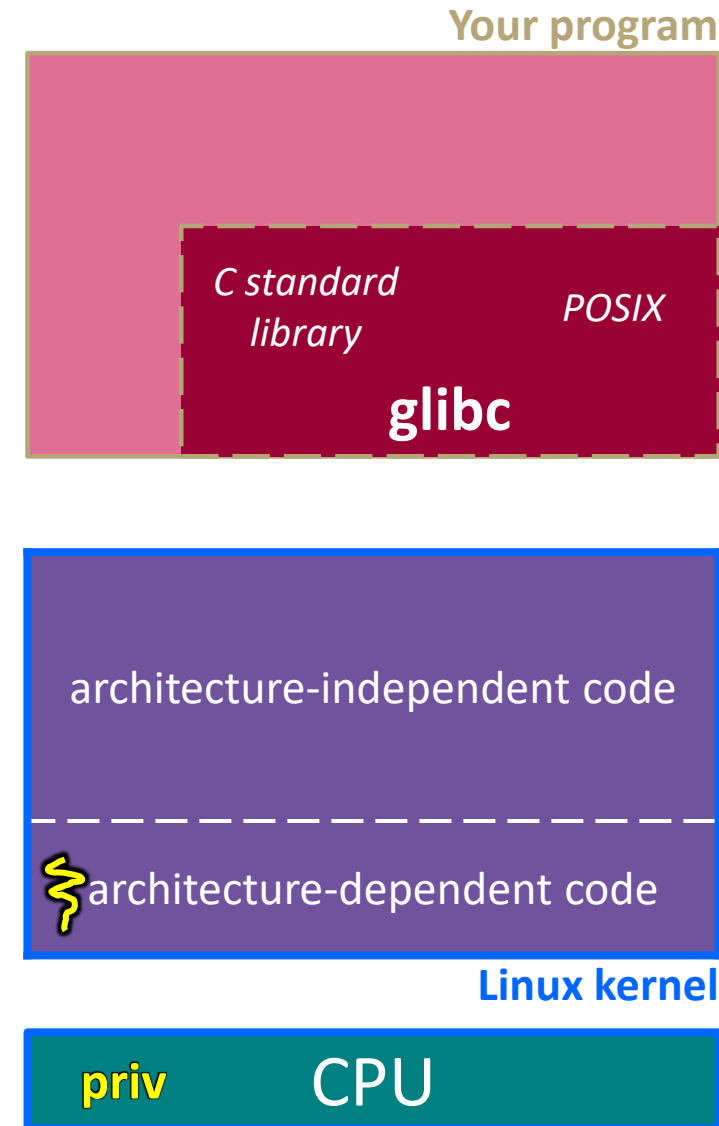 Your program
C standard
library
POSIX
glibc
architecture-independent code
architecture-dependent code
Linux kernel
priv
CPU